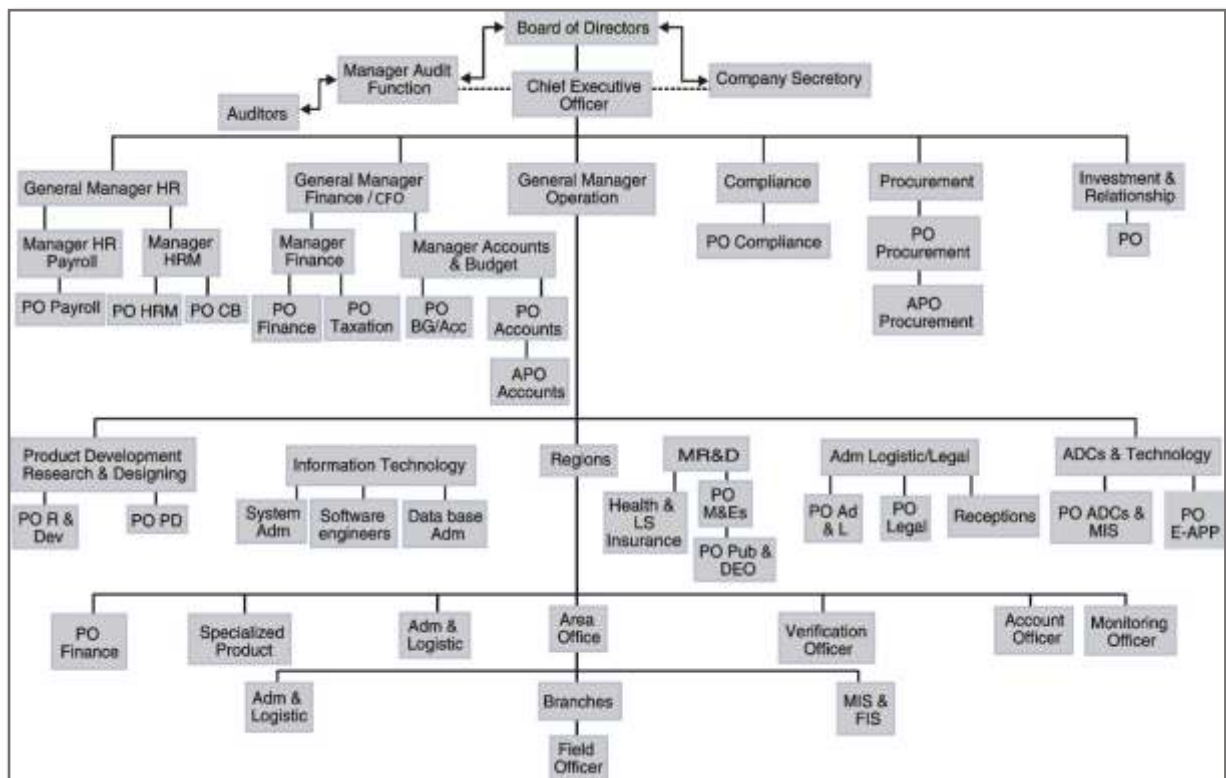 Board of Directors
Manager Audit
Function
Chief Executive
Officer
Company Secretary
Auditors
General Manager HR
General Manager
Finance / CFO
General Manager
Operation
Compliance
Procurement
Investment &
Relationship
Manager HR
Payroll
Manager
HRM
Manager
Finance
Manager Accounts
& Budget
PO Compliance
PO
Procurement
PO
PO Payroll
PO HRM
PO CB
PO
Finance
PO
Taxation
PO
BG/Acc
PO
Accounts
APO
Procurement
APO
Accounts
Product Development
Research & Designing
Information Technology
Regions
MR&D
Adm Logistic/Legal
ADCs & Technology
PO R &
Dev
PO PD
System
Adm
Software
engineers
Data base
Adm
Health &
LS
Insurance
PO
M&Es
PO Pub &
DEO
PO Ad
& L
PO
Legal
Receptions
PO ADCs &
MIS
PO
E-APP
PO
Finance
Specialized
Product
Adm &
Logistic
Area
Office
Verification
Officer
Account
Officer
Monitoring
Officer
Adm &
Logistic
Branches
MIS &
FIS
Field
Officer